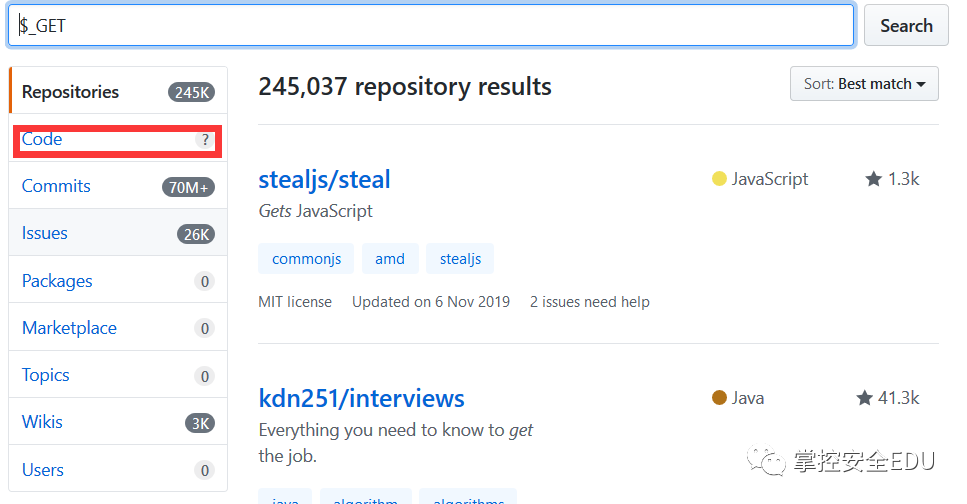 $_GET
Search
Repositories 245K
Code ?
Commits 70M+
Issues 26K
Packages 0
Marketplace 0
Topics 0
Wikis 3K
Users 0
245,037 repository results
Sort: Best match
stealjs/steal
JavaScript
1.3k
Gets JavaScript
commonjs amd stealjs
MIT license Updated on 6 Nov 2019 2 issues need help
kdn251/interviews
Java
41.3k
Everything you need to know to get
the job.
java algorithm algorithms
掌控安全EDU